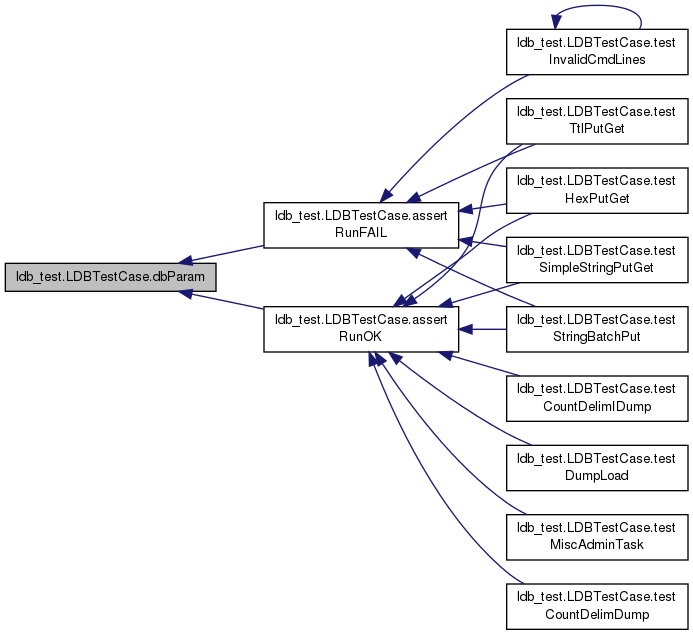 ldb_test.LDBTestCase.dbParam
ldb_test.LDBTestCase.assert
RunFAIL
ldb_test.LDBTestCase.assert
RunOK
ldb_test.LDBTestCase.test
InvalidCmdLines
ldb_test.LDBTestCase.test
TtlPutGet
ldb_test.LDBTestCase.test
HexPutGet
ldb_test.LDBTestCase.test
SimpleStringPutGet
ldb_test.LDBTestCase.test
StringBatchPut
ldb_test.LDBTestCase.test
CountDelimIDump
ldb_test.LDBTestCase.test
DumpLoad
ldb_test.LDBTestCase.test
MiscAdminTask
ldb_test.LDBTestCase.test
CountDelimDump